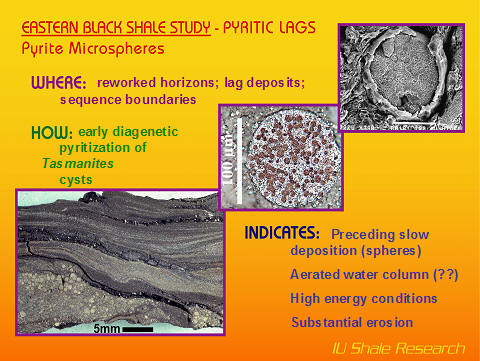 EASTERN BLACK SHALE STUDY - PYRITIC LAGS
Pyrite Microspheres
WHERE: reworked horizons; lag deposits;
sequence boundaries
HOW: early diagenetic
pyritization of
Tasmanites
cysts
100 µm
5mm
INDICATES: Preceding slow
deposition (spheres)
Aerated water column (??)
High energy conditions
Substantial erosion
IU Shale Research